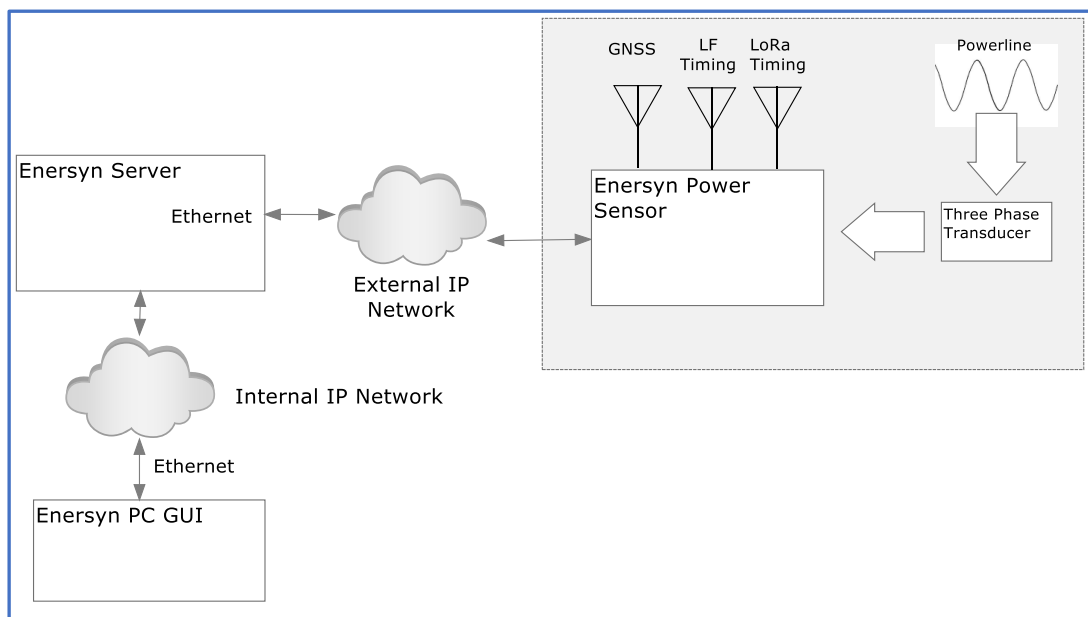 GNSS
LF
Timing
LoRa
Timing
Powerline
Enersyn Server
Ethernet
External IP
Network
Enersyn Power
Sensor
Three Phase
Transducer
Internal IP Network
Ethernet
Enersyn PC GUI